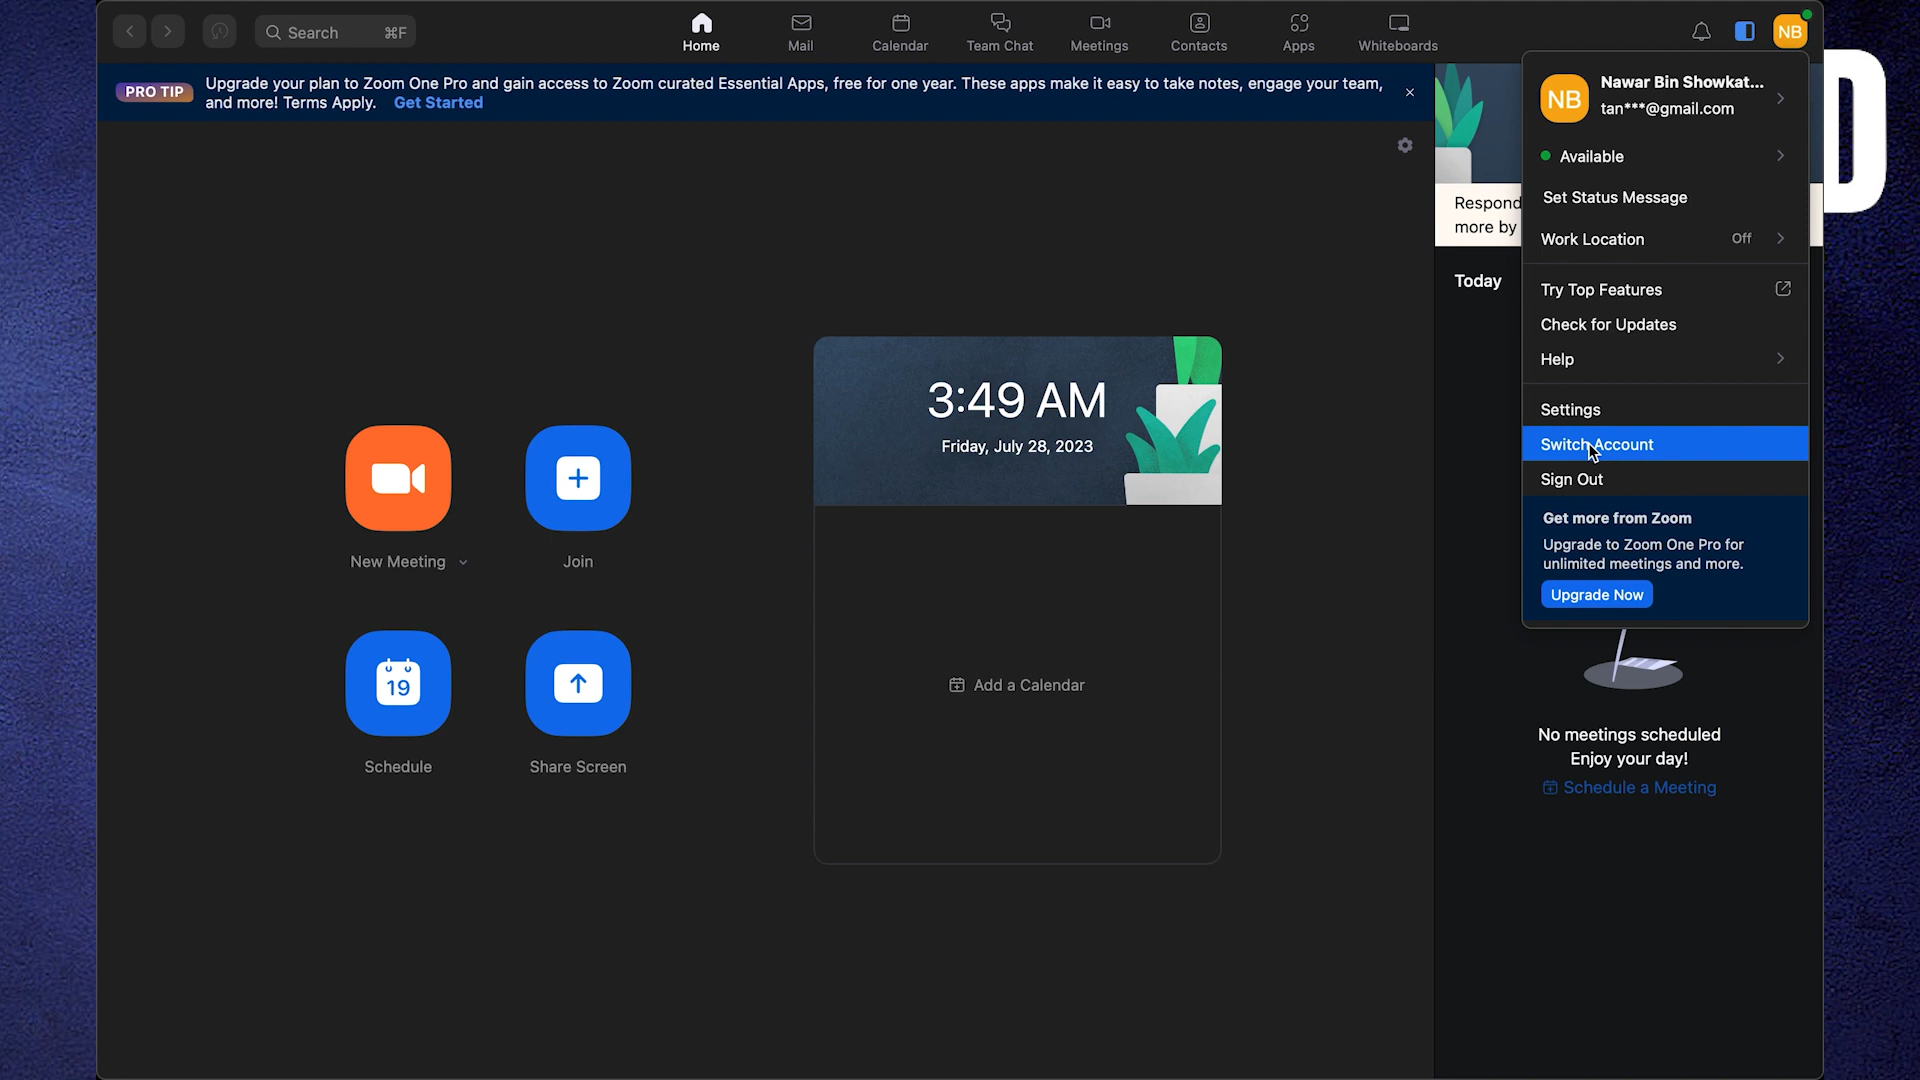 Search ⌘F
Home
Mail
Calendar
Team Chat
Meetings
Contacts
Apps
Whiteboards
NB
PRO TIP
Upgrade your plan to Zoom One Pro and gain access to Zoom curated Essential Apps, free for one year. These apps make it easy to take notes, engage your team,
and more! Terms Apply. Get Started
D
NB
Nawar Bin Showkat...
tan***@gmail.com
Available
Set Status Message
Work Location Off
Try Top Features
Check for Updates
Help
Settings
Switch Account
Sign Out
Get more from Zoom
Upgrade to Zoom One Pro for
unlimited meetings and more.
Upgrade Now
Respond
more by
Today
3:49 AM
Friday, July 28, 2023
Add a Calendar
New Meeting
Join
19
Schedule
Share Screen
No meetings scheduled
Enjoy your day!
Schedule a Meeting